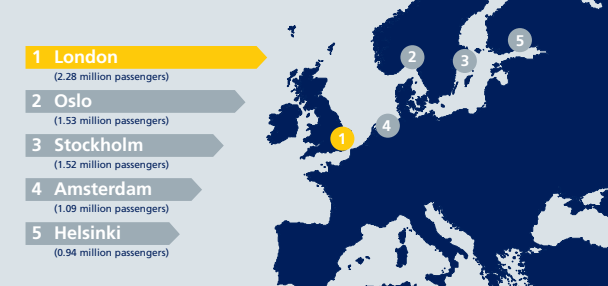 1 London
(2.28 million passengers)
2 Oslo
(1.53 million passengers)
3 Stockholm
(1.52 million passengers)
4 Amsterdam
(1.09 million passengers)
5 Helsinki
(0.94 million passengers)
5
2
3
4
1